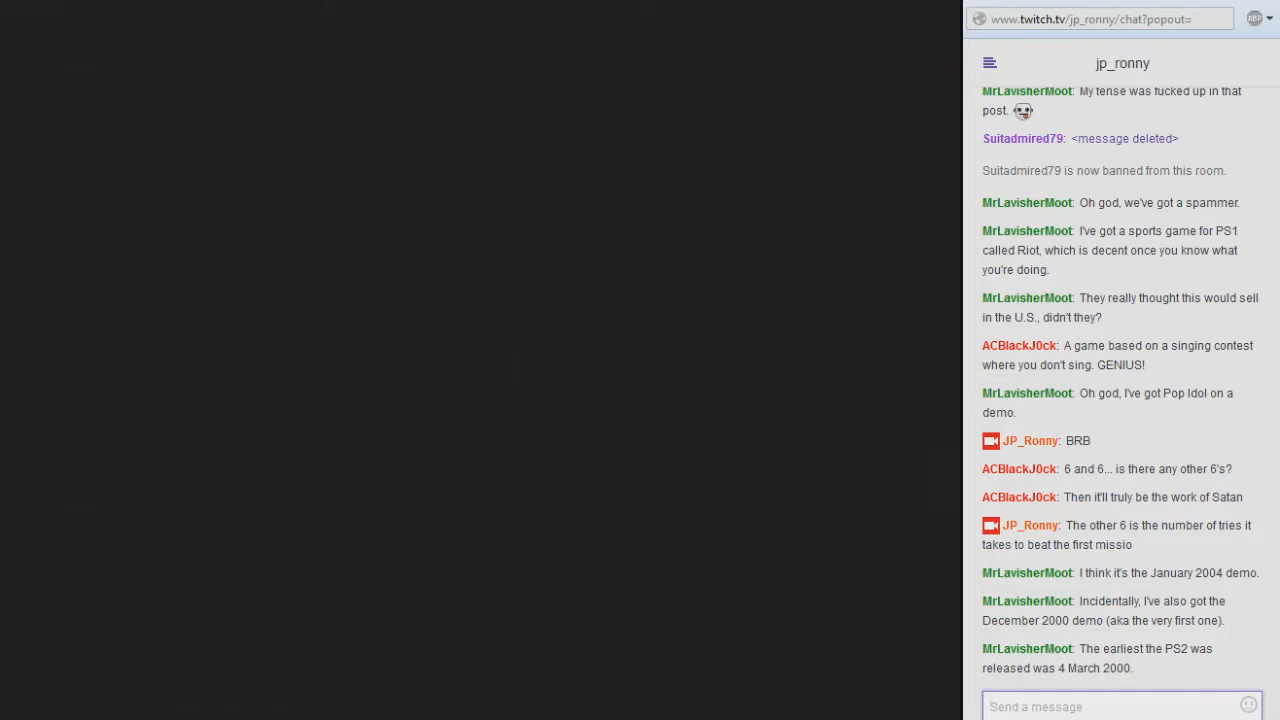 www.twitch.tv/jp_ronny/chat?popout=
ABP
jp_ronny
MrLavisherMoot: My tense was fucked up in that
post.
Suitadmired79: <message deleted>
Suitadmired79 is now banned from this room.
MrLavisherMoot: Oh god, we've got a spammer.
MrLavisherMoot: I've got a sports game for PS1
called Riot, which is decent once you know what
you're doing.
MrLavisherMoot: They really thought this would sell
in the U.S., didn't they?
ACBlackJ0ck: A game based on a singing contest
where you don't sing. GENIUS!
MrLavisherMoot: Oh god, I've got Pop Idol on a
demo.
JP_Ronny: BRB
ACBlackJ0ck: 6 and 6... is there any other 6's?
ACBlackJ0ck: Then it'll truly be the work of Satan
JP_Ronny: The other 6 is the number of tries it
takes to beat the first missio
MrLavisherMoot: I think it's the January 2004 demo.
MrLavisherMoot: Incidentally, I've also got the
December 2000 demo (aka the very first one).
MrLavisherMoot: The earliest the PS2 was
released was 4 March 2000.
Send a message